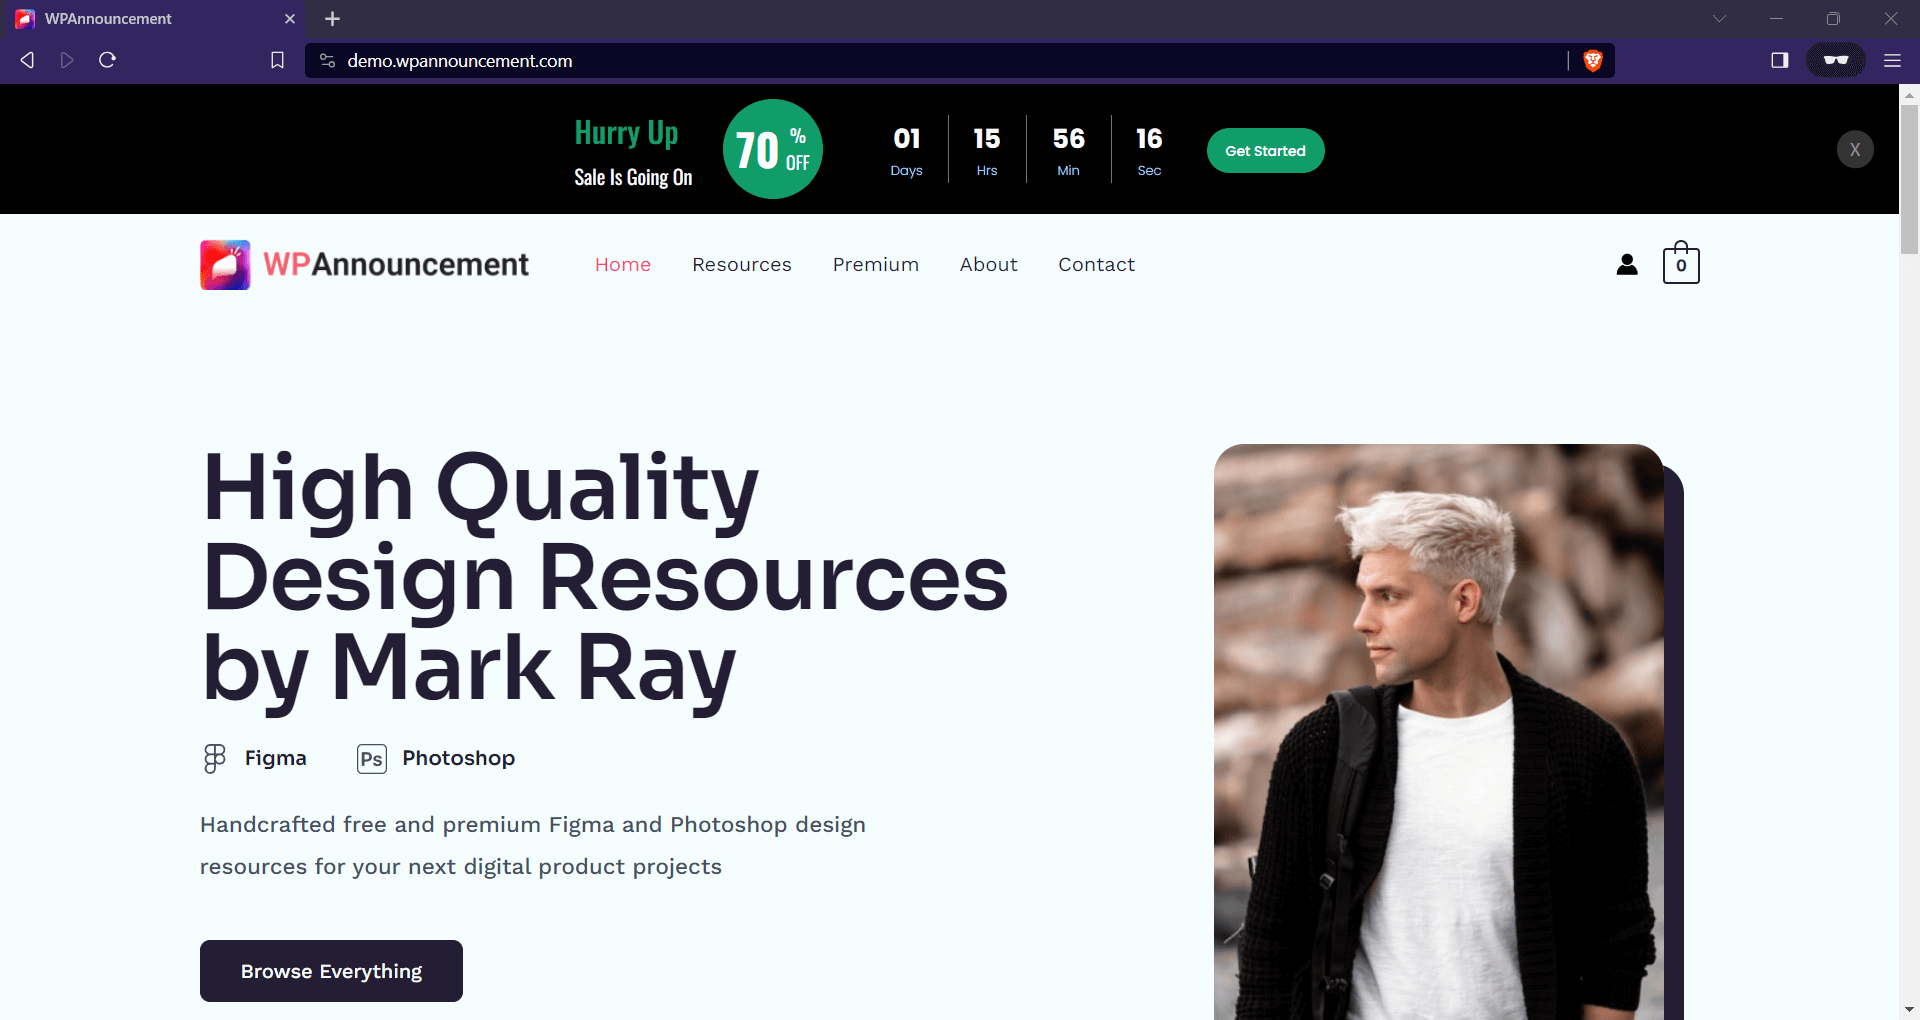 WPAnnouncement
demo.wpannouncement.com
Hurry Up
Sale Is Going On
70 % OFF
01 15 56 16
Days Hrs Min Sec
Get Started
X
WPAnnouncement
Home Resources Premium About Contact
0
High Quality
Design Resources
by Mark Ray
Figma
Ps Photoshop
Handcrafted free and premium Figma and Photoshop design
resources for your next digital product projects
Browse Everything